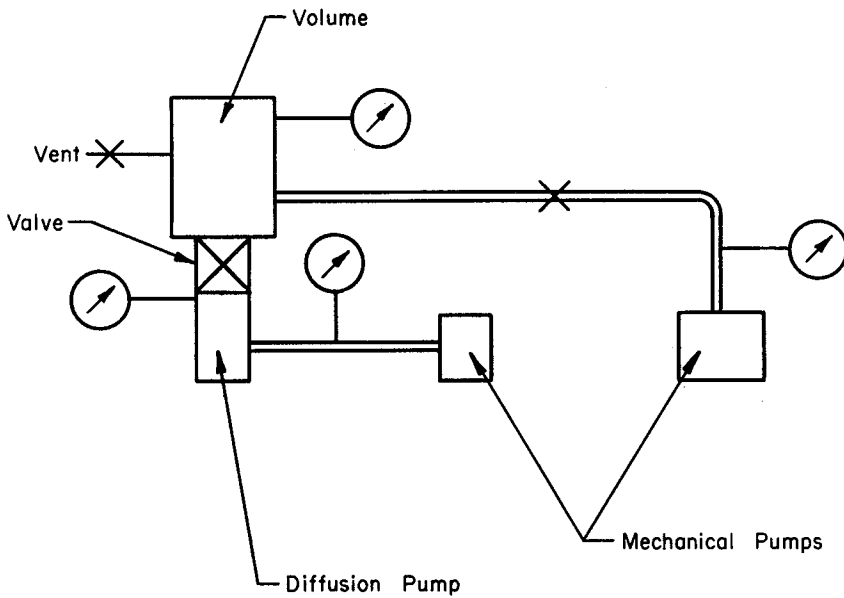 Volume
Vent
Valve
Mechanical Pumps
Diffusion Pump